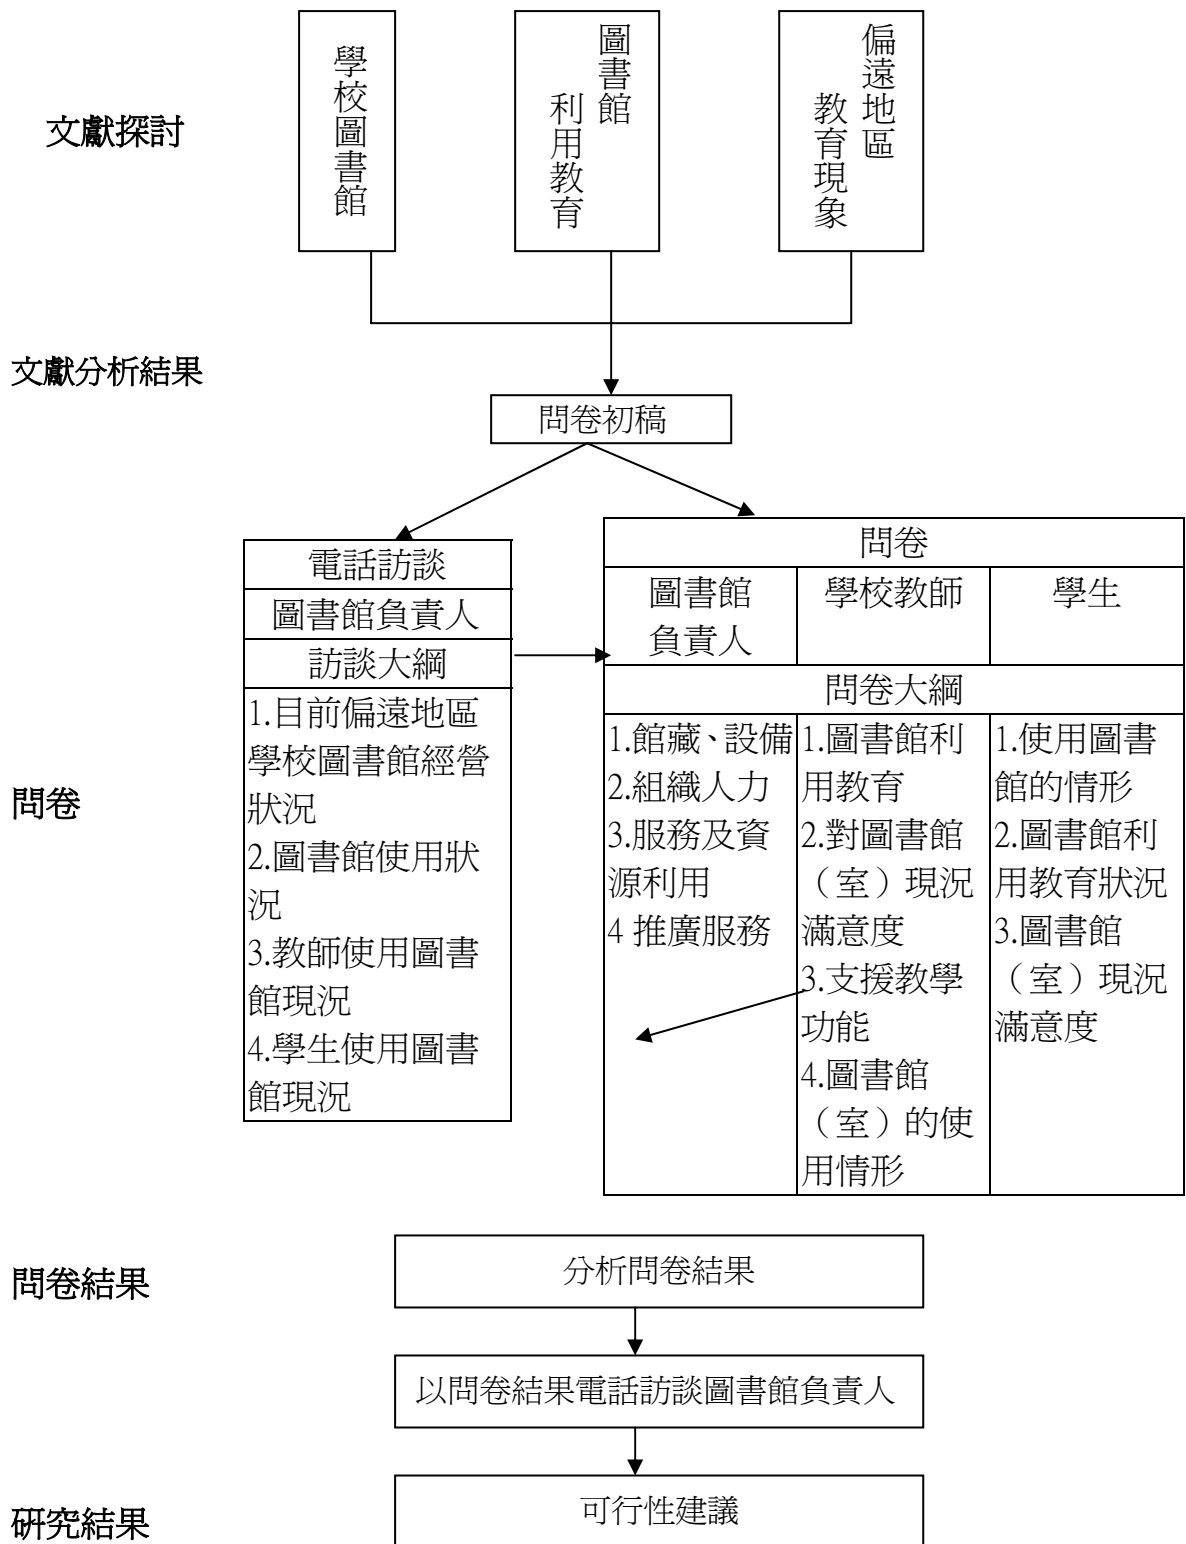 文獻探討
學校圖書館
圖書館
利用教育
偏遠地區
教育現象
文獻分析結果
問卷初稿
問卷
電話訪談
圖書館負責人
訪談大綱
1.目前偏遠地區
學校圖書館經營
狀況
2.圖書館使用狀
況
3.教師使用圖書
館現況
4.學生使用圖書
館現況
問卷
圖書館
負責人
學校教師
學生
問卷大綱
1.館藏、設備
2.組織人力
3.服務及資
源利用
4 推廣服務
1.圖書館利
用教育
2.對圖書館
（室）現況
滿意度
3.支援教學
功能
4.圖書館
（室）的使
用情形
1.使用圖書
館的情形
2.圖書館利
用教育狀況
3.圖書館
（室）現況
滿意度
問卷結果
分析問卷結果
以問卷結果電話訪談圖書館負責人
研究結果
可行性建議